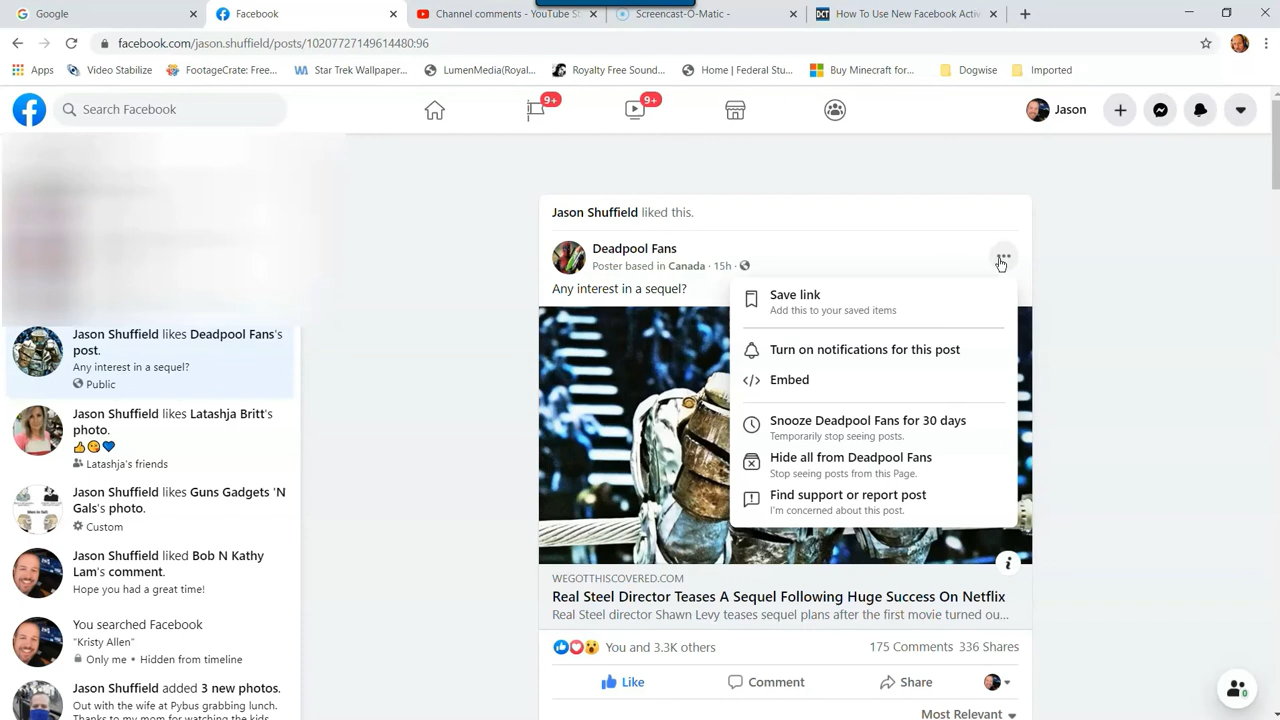 Google
Facebook
Channel comments - YouTube St
Screencast-O-Matic -
DCT
How To Use New Facebook Activ
facebook.com/jason.shuffield/posts/10207727149614480:96
Apps
Video Stabilize
FootageCrate: Free...
Star Trek Wallpaper...
LumenMedia(Royal...
Royalty Free Sound...
Home | Federal Stu...
Buy Minecraft for...
Dogwise
Imported
Search Facebook
9+
9+
Jason
Jason Shuffield liked this.
Deadpool Fans
Poster based in Canada · 15h ·
Any interest in a sequel?
Save link
Add this to your saved items
Turn on notifications for this post
Embed
Snooze Deadpool Fans for 30 days
Temporarily stop seeing posts.
Hide all from Deadpool Fans
Stop seeing posts from this Page.
Find support or report post
I'm concerned about this post.
Jason Shuffield likes Deadpool Fans's
post.
Any interest in a sequel?
Public
Jason Shuffield likes Latashja Britt's
photo.
Latashja's friends
Jason Shuffield likes Guns Gadgets 'N
Gals's photo.
Custom
Jason Shuffield liked Bob N Kathy
Lam's comment.
Hope you had a great time!
You searched Facebook
"Kristy Allen"
Only me • Hidden from timeline
Jason Shuffield added 3 new photos.
Out with the wife at Pybus grabbing lunch.
Thanks to my mom for watching the kids
WEGOTTHISCOVERED.COM
Real Steel Director Teases A Sequel Following Huge Success On Netflix
Real Steel director Shawn Levy teases sequel plans after the first movie turned ou...
You and 3.3K others
175 Comments 336 Shares
Like
Comment
Share
Most Relevant
0